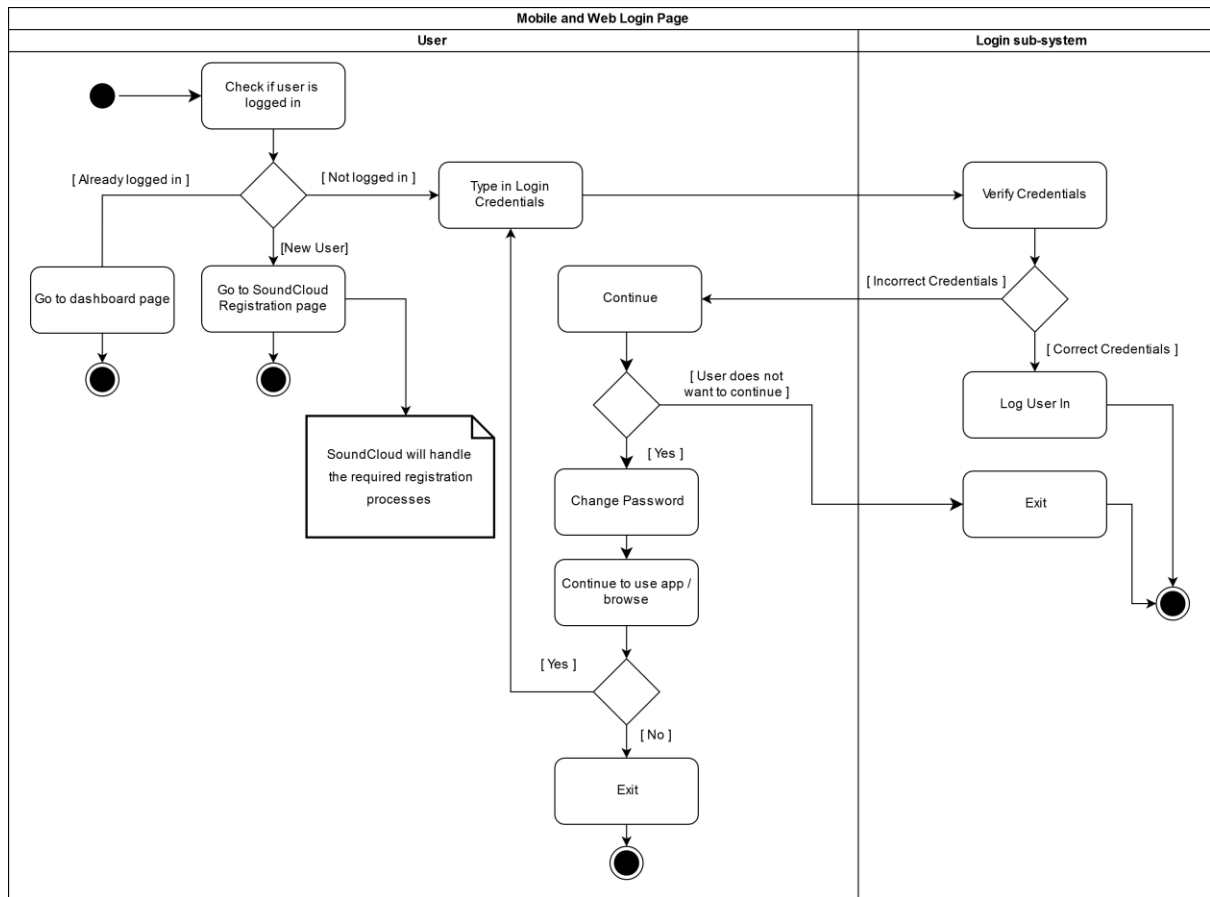 Mobile and Web Login Page
User
Login sub-system
Check if user is
logged in
[ Already logged in ]
[ Not logged in ]
Type in Login
Credentials
Verify Credentials
[New User]
Go to dashboard page
Go to SoundCloud
Registration page
Continue
[ Incorrect Credentials ]
[ Correct Credentials ]
[ User does not
want to continue ]
Log User In
SoundCloud will handle
the required registration
processes
[ Yes ]
Change Password
Exit
Continue to use app /
browse
[ Yes ]
[ No ]
Exit